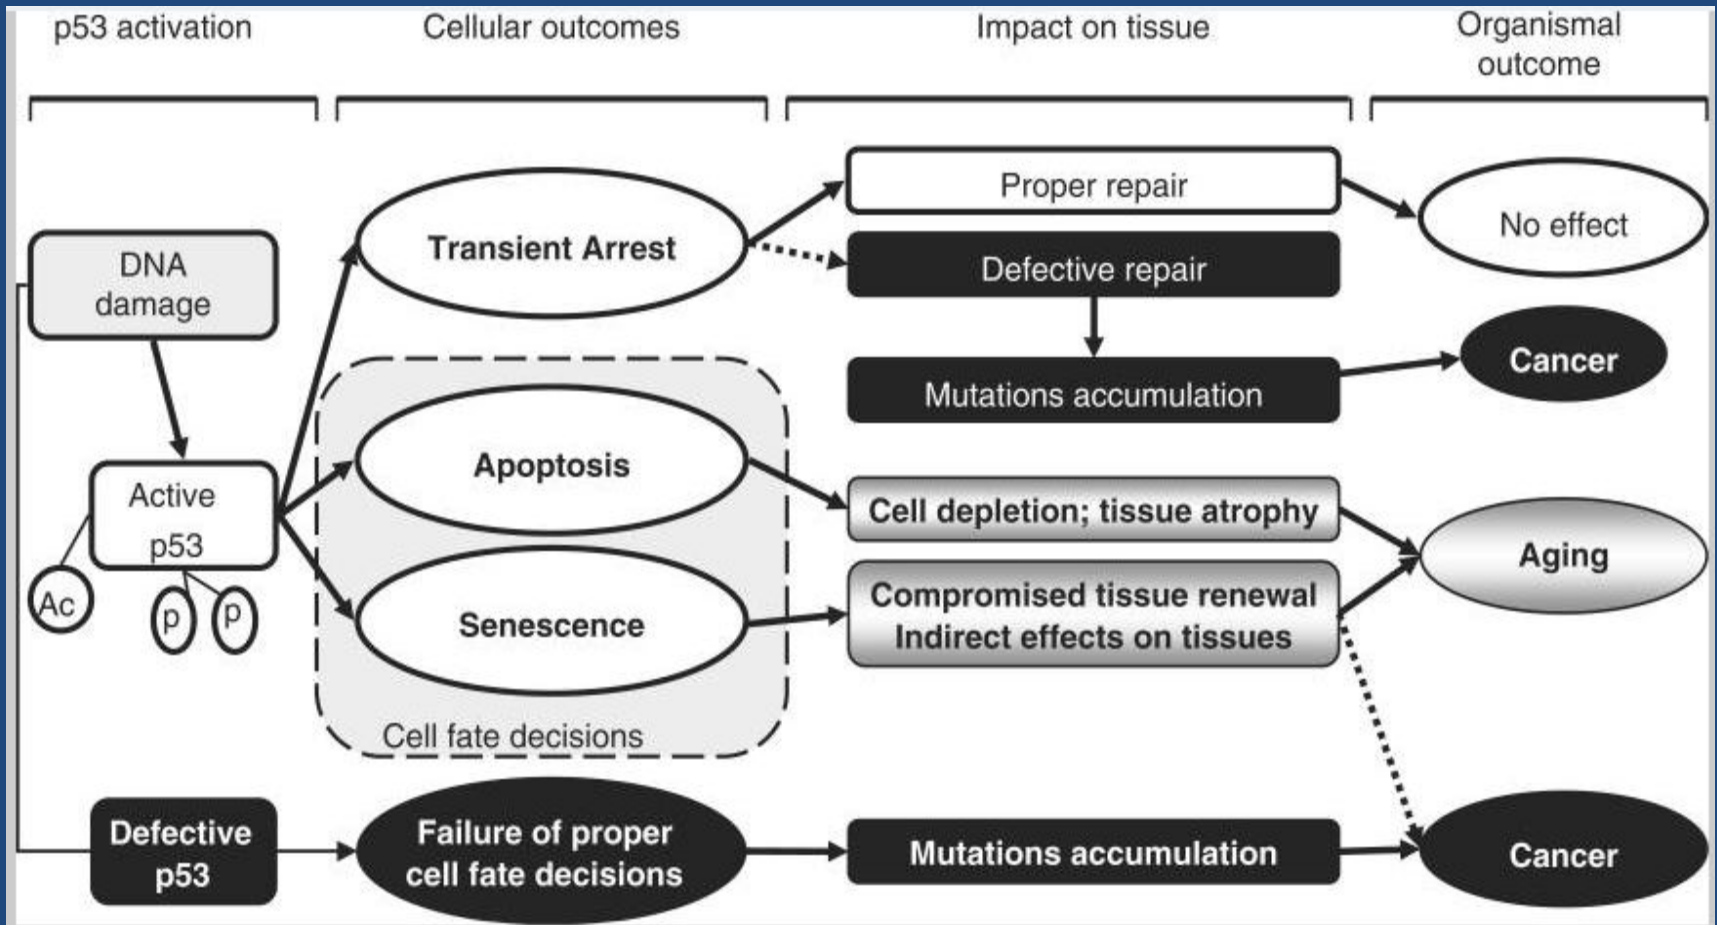 p53 activation
Cellular outcomes
Impact on tissue
Organismal
outcome
DNA
damage
Active
p53
Ac
p
p
Transient Arrest
Apoptosis
Senescence
Cell fate decisions
Proper repair
Defective repair
Mutations accumulation
Cell depletion; tissue atrophy
Compromised tissue renewal
Indirect effects on tissues
No effect
Cancer
Aging
Defective
p53
Failure of proper
cell fate decisions
Mutations accumulation
Cancer